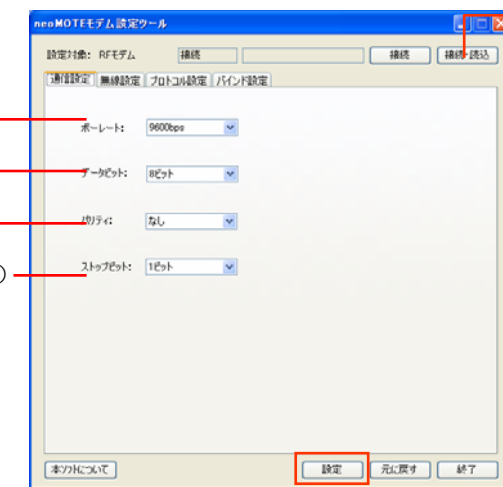 neoMOTEモデム設定ツール
設定対象: RFモデム 接続 接続 接続・読込
通信設定 無線設定 プロトコル設定 バインド設定
ボーレート: 9600bps
データビット: 8ビット
パリティ: なし
ストップビット: 1ビット
本ソフトについて 設定 元に戻す 終了